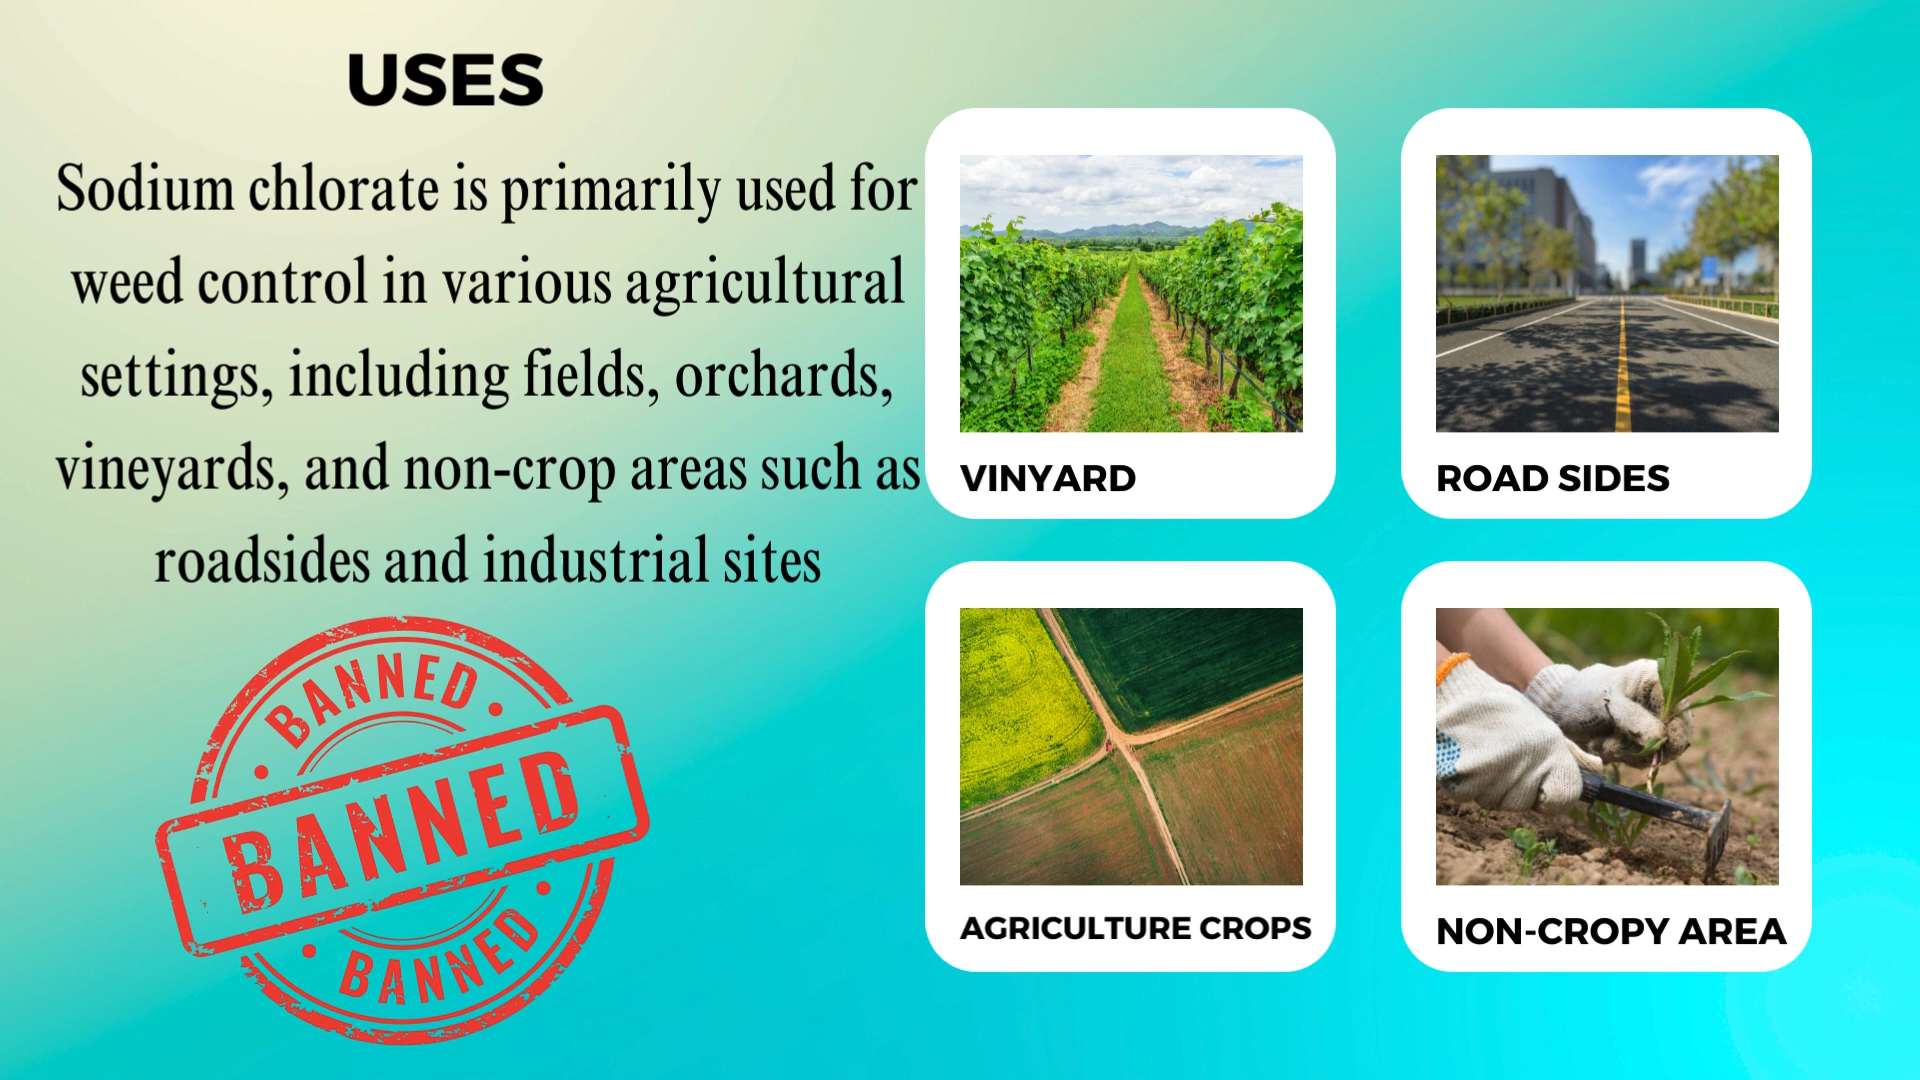 USES
Sodium chlorate is primarily used for
weed control in various agricultural
settings, including fields, orchards,
vineyards, and non-crop areas such as
roadsides and industrial sites
BANNED
BANNED
BANNED
VINYARD
ROAD SIDES
AGRICULTURE CROPS
NON-CROPY AREA